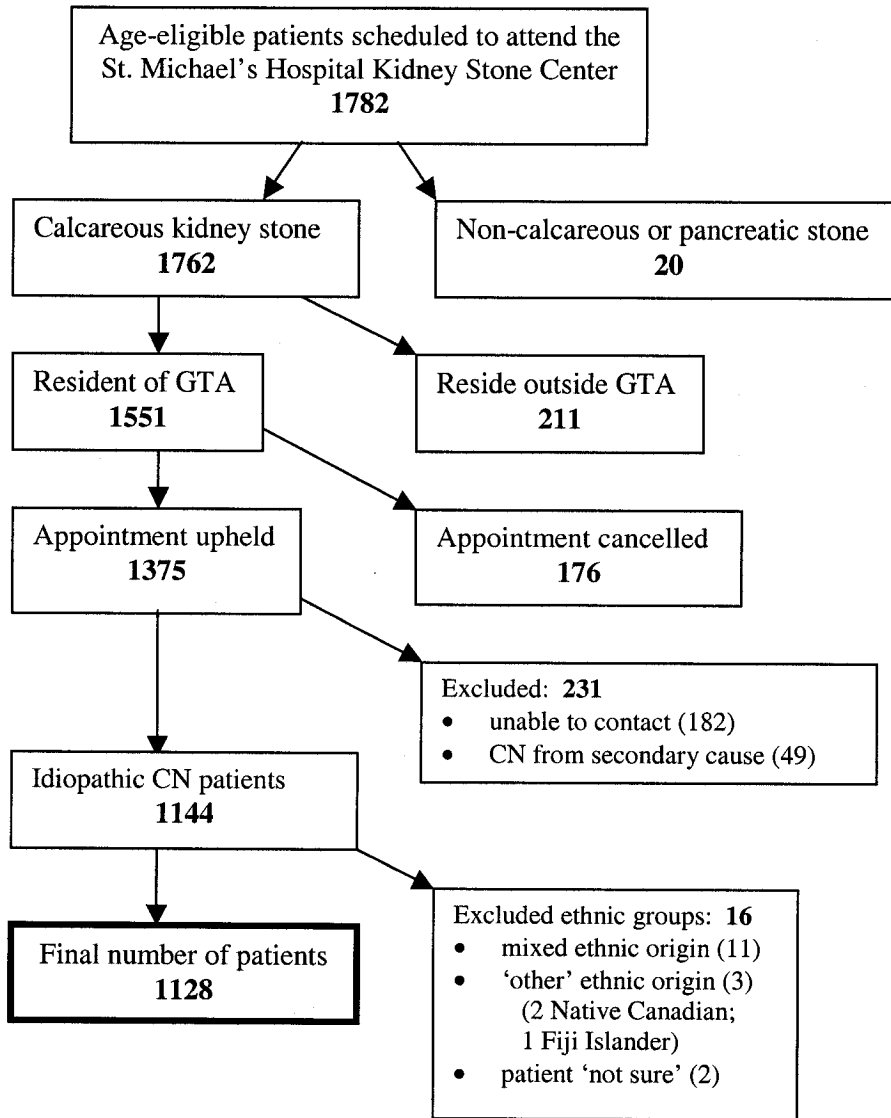 Age-eligible patients scheduled to attend the
St. Michael's Hospital Kidney Stone Center
1782
Calcareous kidney stone
1762
Non-calcareous or pancreatic stone
20
Resident of GTA
1551
Reside outside GTA
211
Appointment upheld
1375
Appointment cancelled
176
Excluded: 231
• unable to contact (182)
• CN from secondary cause (49)
Idiopathic CN patients
1144
Excluded ethnic groups: 16
• mixed ethnic origin (11)
• ‘other’ ethnic origin (3)
(2 Native Canadian;
1 Fiji Islander)
• patient ‘not sure’ (2)
Final number of patients
1128